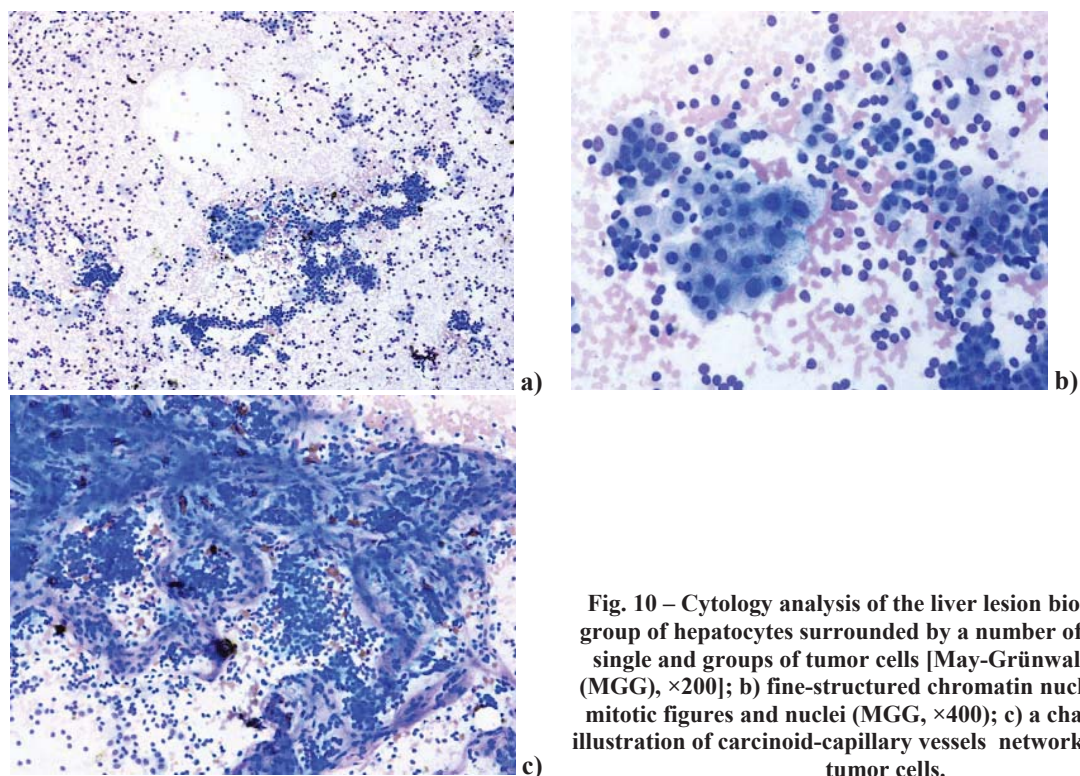 a)
b)
c)
Fig. 10 – Cytology analysis of the liver lesion bio
group of hepatocytes surrounded by a number of
single and groups of tumor cells [May-Grünwal
(MGG), ×200]; b) fine-structured chromatin nucl
mitotic figures and nuclei (MGG, ×400); c) a cha
illustration of carcinoid-capillary vessels network
tumor cells.